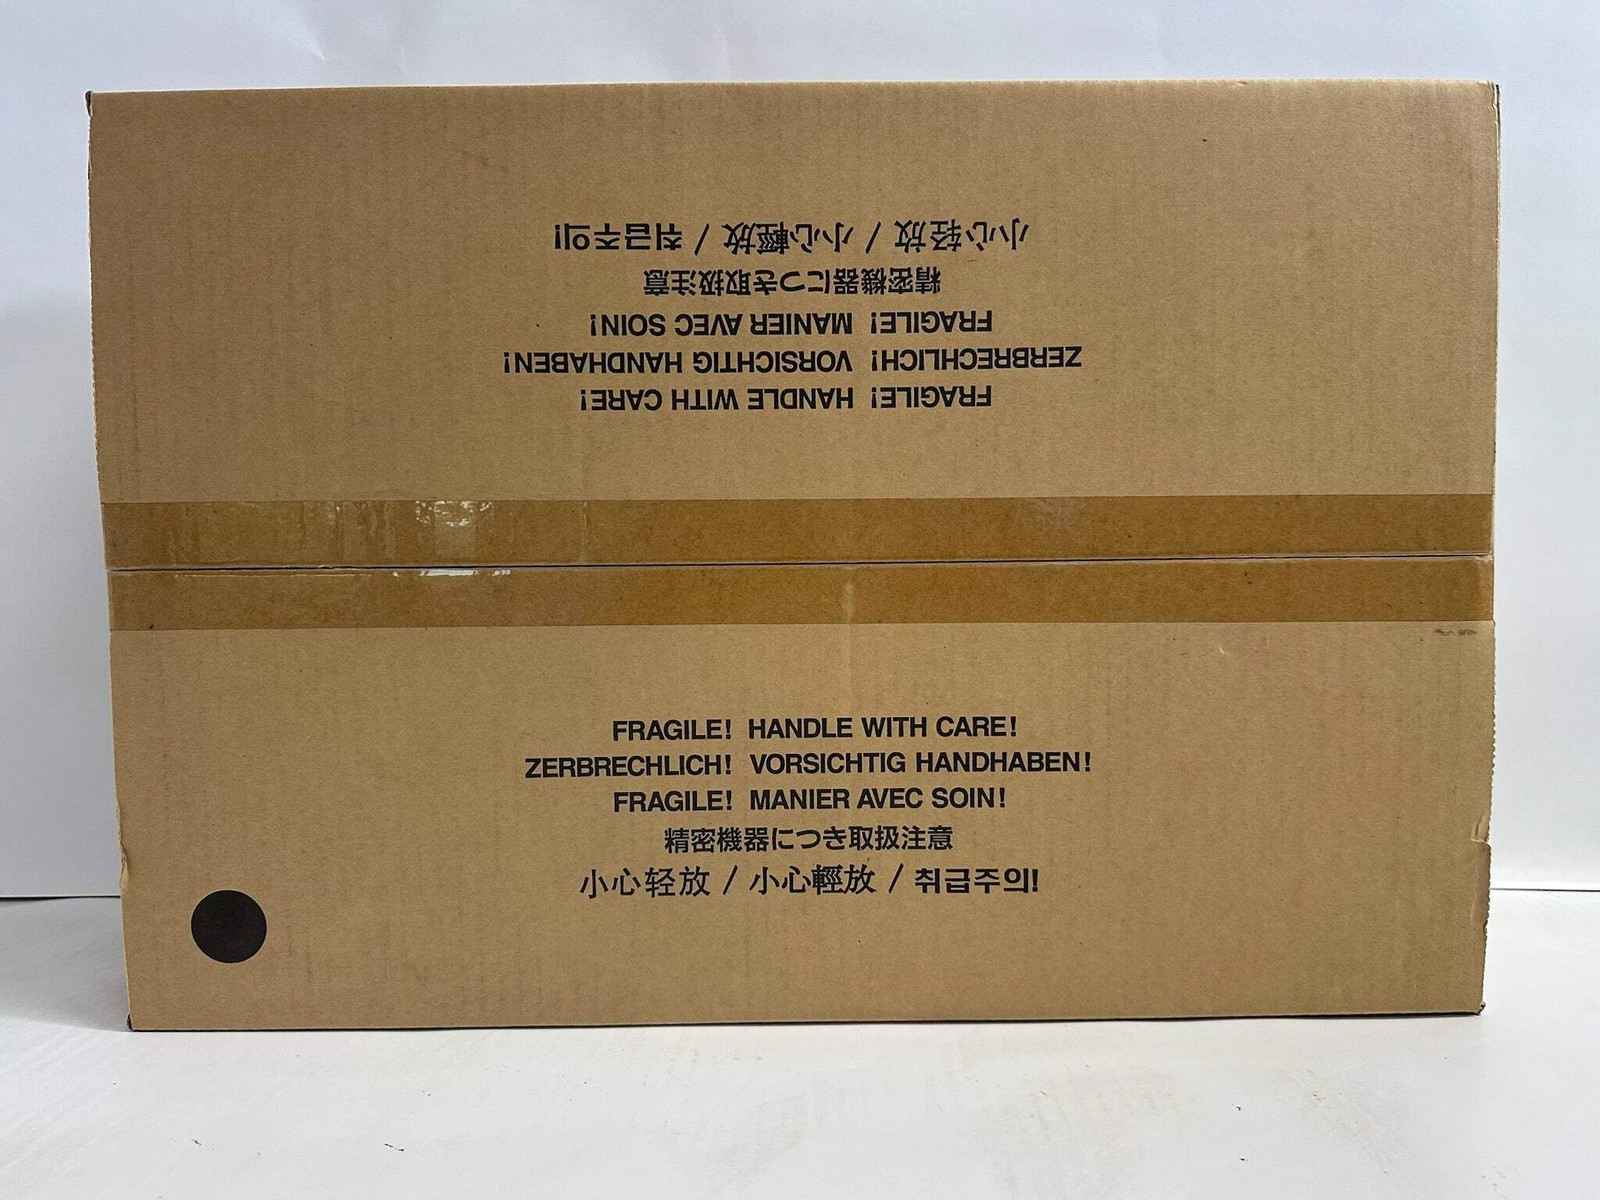 小心轻放 / 小心輕放 / 취급주의!
精密機器につき取扱注意
FRAGILE! MANIER AVEC SOIN!
ZERBRECHLICH! VORSICHTIG HANDHABEN!
FRAGILE! HANDLE WITH CARE!
FRAGILE! HANDLE WITH CARE!
ZERBRECHLICH! VORSICHTIG HANDHABEN!
FRAGILE! MANIER AVEC SOIN!
精密機器につき取扱注意
小心轻放 / 小心輕放 / 취급주의!